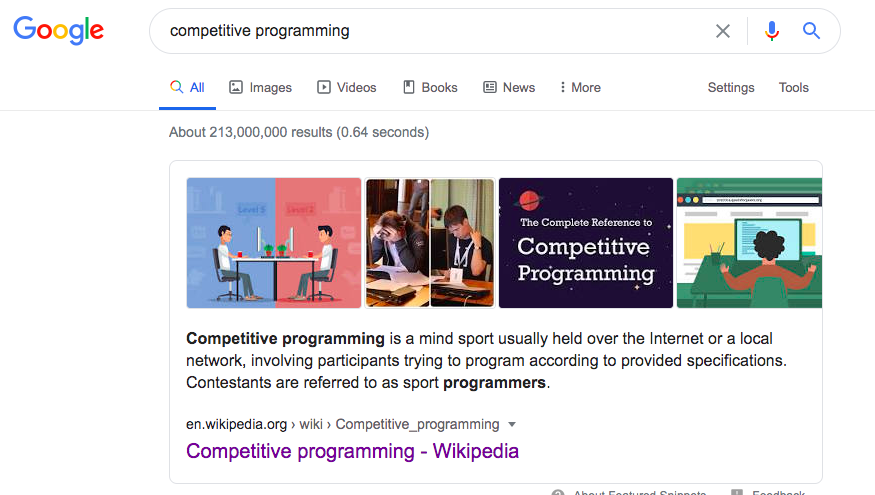 Google
competitive programming
All Images Videos Books News More Settings Tools
About 213,000,000 results (0.64 seconds)
Level 5 Level 2
The Complete Reference to
Competitive
Programming
Competitive programming is a mind sport usually held over the Internet or a local
network, involving participants trying to program according to provided specifications.
Contestants are referred to as sport programmers.
en.wikipedia.org › wiki › Competitive_programming
Competitive programming - Wikipedia
About Featured Snippets Feedback